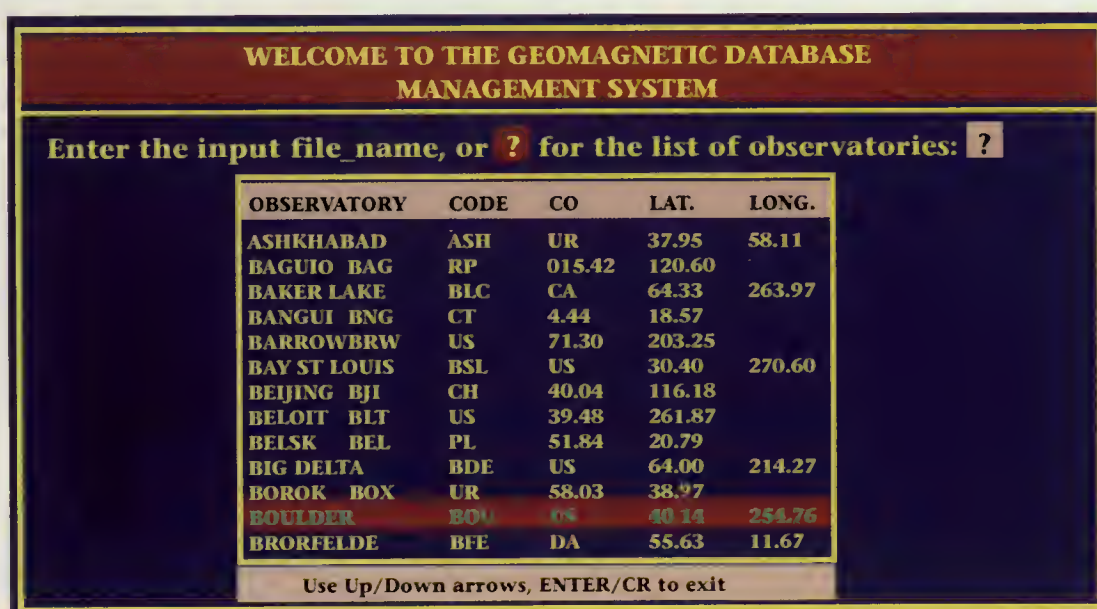 WELCOME TO THE GEOMAGNETIC DATABASE
MANAGEMENT SYSTEM
Enter the input file_name, or ? for the list of observatories: ?
OBSERVATORY CODE CO LAT. LONG.
ASHKHABAD ASH UR 37.95 58.11
BAGUIO BAG RP 015.42 120.60
BAKER LAKE BLC CA 64.33 263.97
BANGUI BNG CT 4.44 18.57
BARROWBRW US 71.30 203.25
BAY ST LOUIS BSL US 30.40 270.60
BEIJING BJI CH 40.04 116.18
BELOIT BLT US 39.48 261.87
BELSK BEL PL 51.84 20.79
BIG DELTA BDE US 64.00 214.27
BOROK BOX UR 58.03 38.97
BOULDER BOU US 40.14 254.76
BRORFELDE BFE DA 55.63 11.67
Use Up/Down arrows, ENTER/CR to exit